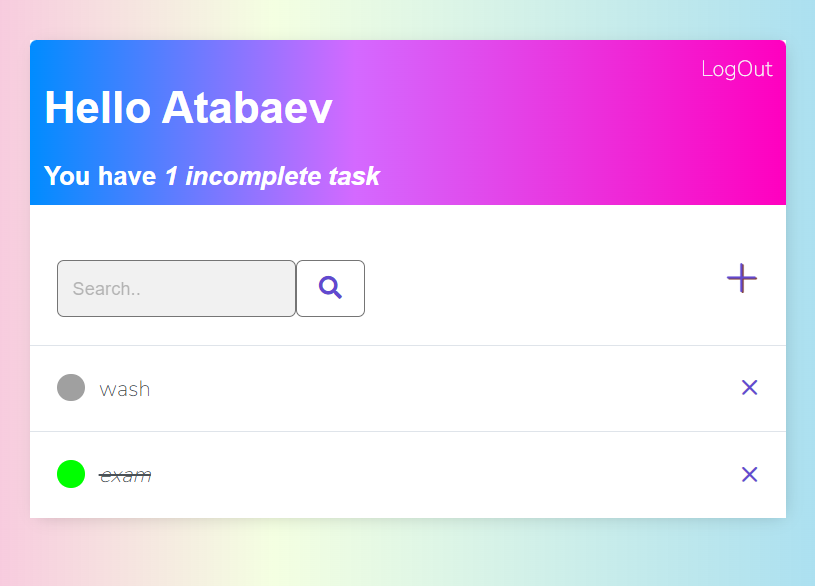 LogOut
Hello Atabaev
You have 1 incomplete task
Search..
wash
exam